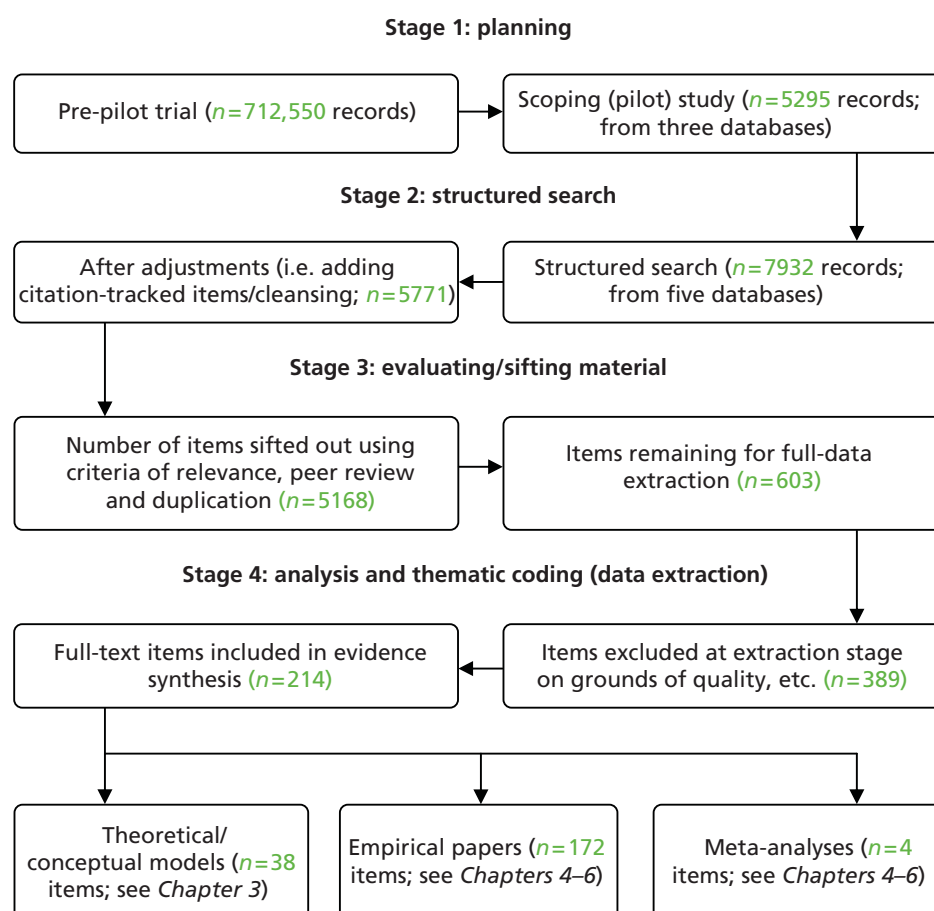 Stage 1: planning
Pre-pilot trial (n=712,550 records)
Scoping (pilot) study (n=5295 records;
from three databases)
Stage 2: structured search
After adjustments (i.e. adding
citation-tracked items/cleansing; n=5771)
Structured search (n=7932 records;
from five databases)
Stage 3: evaluating/sifting material
Number of items sifted out using
criteria of relevance, peer review
and duplication (n=5168)
Items remaining for full-data
extraction (n=603)
Stage 4: analysis and thematic coding (data extraction)
Full-text items included in evidence
synthesis (n=214)
Items excluded at extraction stage
on grounds of quality, etc. (n=389)
Theoretical/
conceptual models (n=38
items; see Chapter 3)
Empirical papers (n=172
items; see Chapters 4–6)
Meta-analyses (n=4
items; see Chapters 4–6)